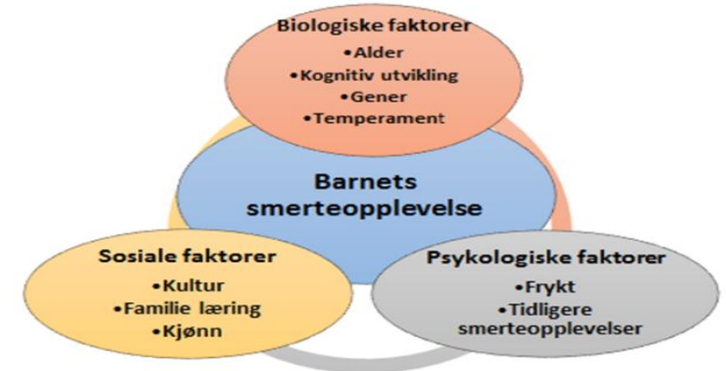 Biologiske faktorer
•Alder
•Kognitiv utvikling
•Gener
•Temperament
Barnets
smerteopplevelse
Sosiale faktorer
•Kultur
•Familie læring
•Kjønn
Psykologiske faktorer
•Frykt
•Tidligere
smerteopplevelser